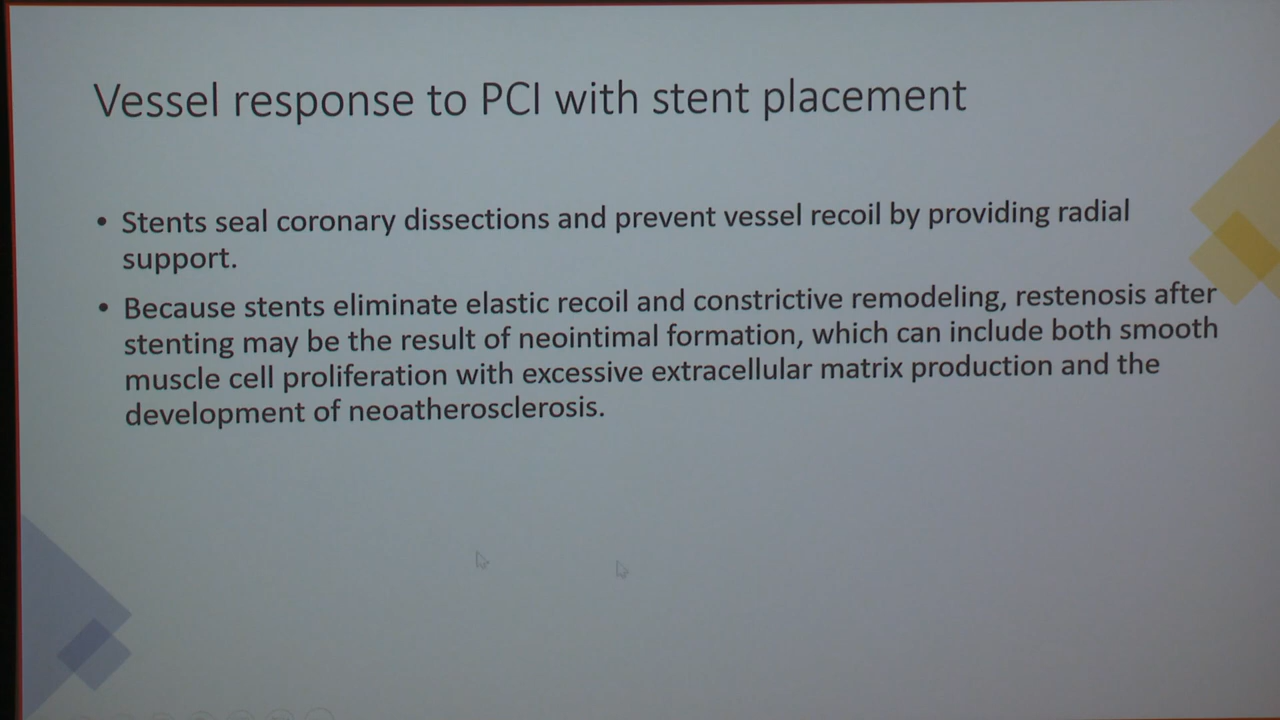 Vessel response to PCI with stent placement
• Stents seal coronary dissections and prevent vessel recoil by providing radial
support.
• Because stents eliminate elastic recoil and constrictive remodeling, restenosis after
stenting may be the result of neointimal formation, which can include both smooth
muscle cell proliferation with excessive extracellular matrix production and the
development of neoatherosclerosis.